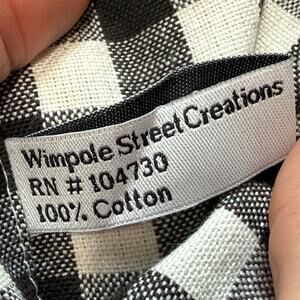 Wimpole Street Creations
RN # 104730
100% Cotton